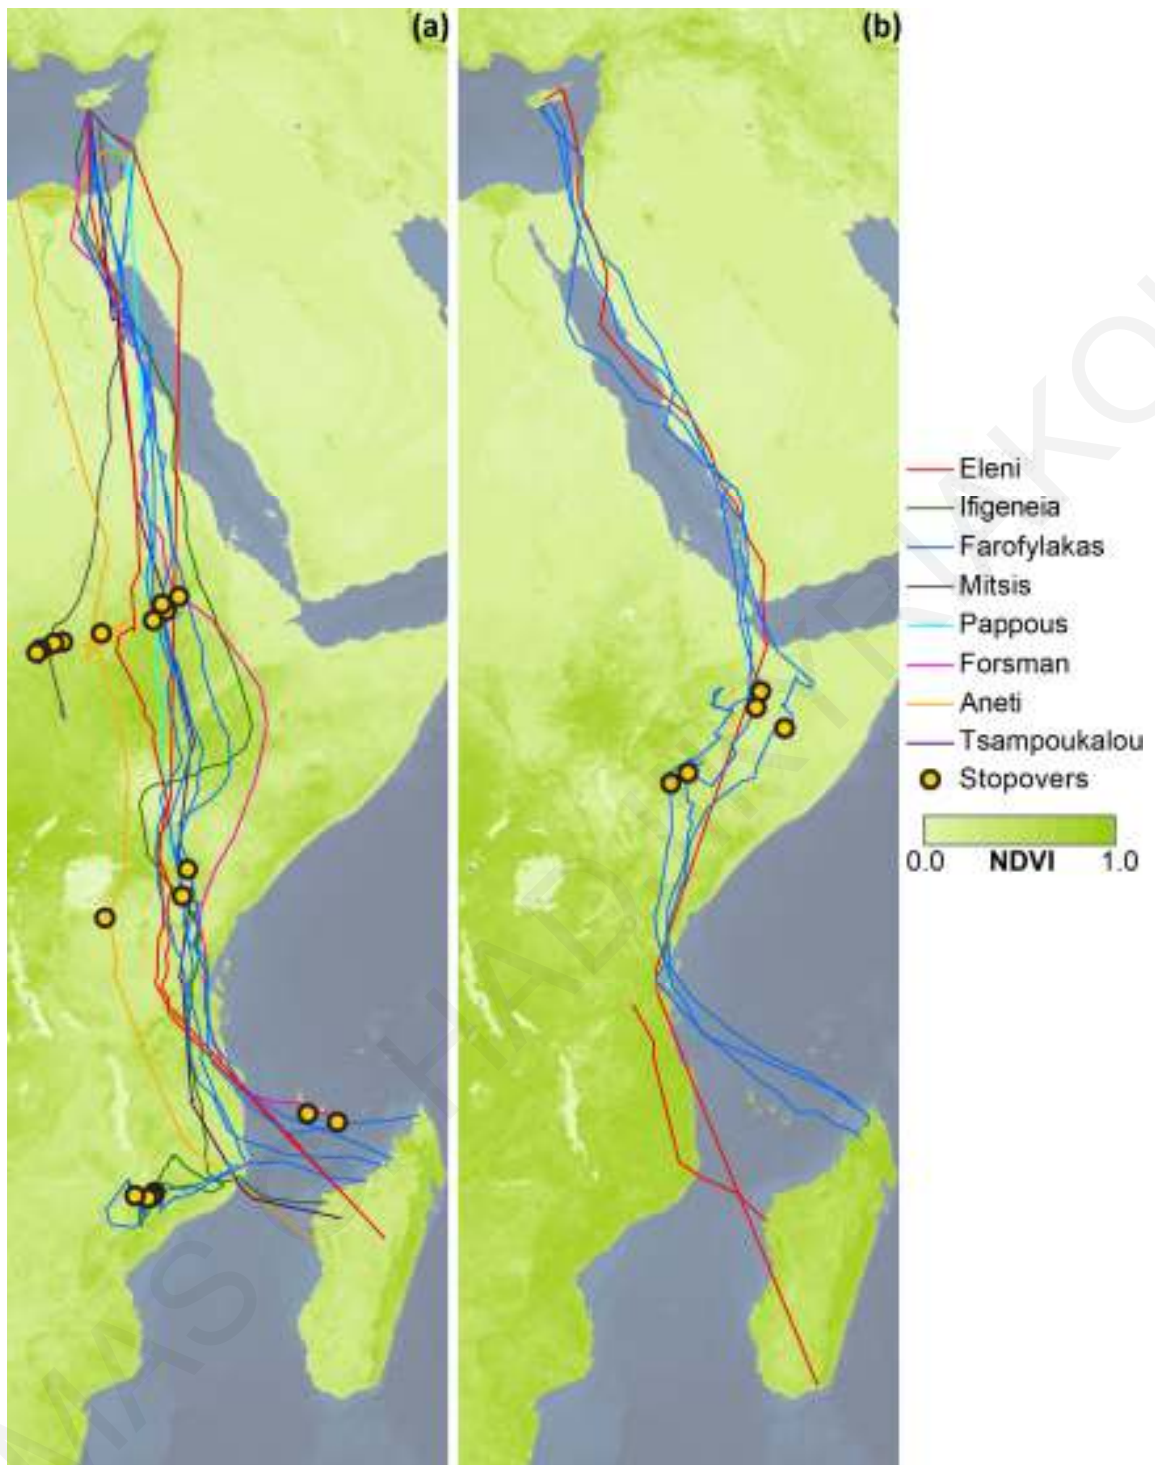 (a)
(b)
Eleni
Ifigeneia
Farofylakas
Mitsis
Pappous
Forsman
Aneti
Tsampoukalou
Stopovers
0.0 NDVI 1.0